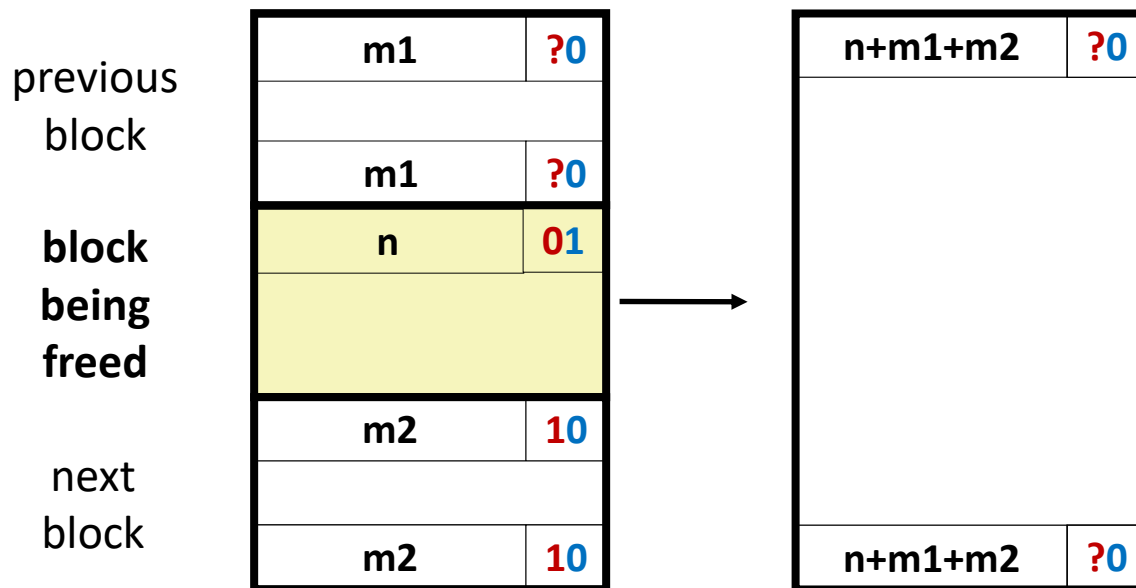 previous
block
m1 ?0
m1 ?0
block
being
freed
n 01
next
block
m2 10
m2 10
n+m1+m2 ?0
n+m1+m2 ?0